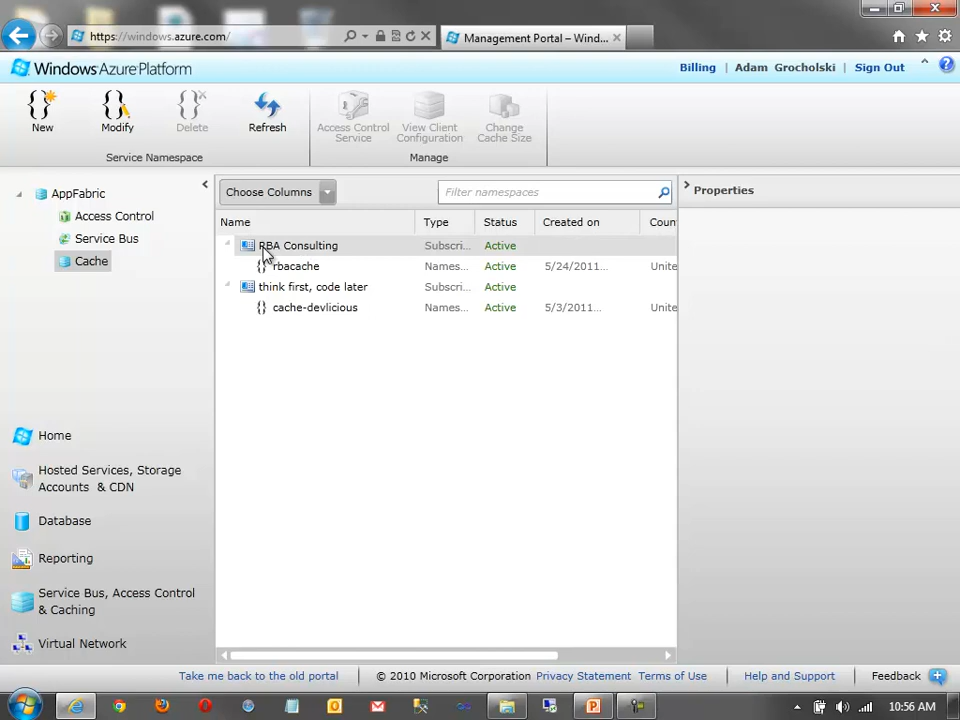 https://windows.azure.com/
Management Portal – Wind...
WindowsAzurePlatform
Billing
Adam Grocholski
Sign Out
New
Modify
Delete
Refresh
Service Namespace
Access Control Service
View Client Configuration
Change Cache Size
Manage
AppFabric
Access Control
Service Bus
Cache
Choose Columns
Filter namespaces
Properties
Name
Type
Status
Created on
Coun
RBA Consulting
Subscri...
Active
rbacache
Names...
Active
5/24/2011...
Unite
think first, code later
Subscri...
Active
cache-devlicious
Names...
Active
5/3/2011...
Unite
Home
Hosted Services, Storage
Accounts & CDN
Database
Reporting
Service Bus, Access Control
& Caching
Virtual Network
Take me back to the old portal
© 2010 Microsoft Corporation
Privacy Statement
Terms of Use
Help and Support
Feedback
10:56 AM